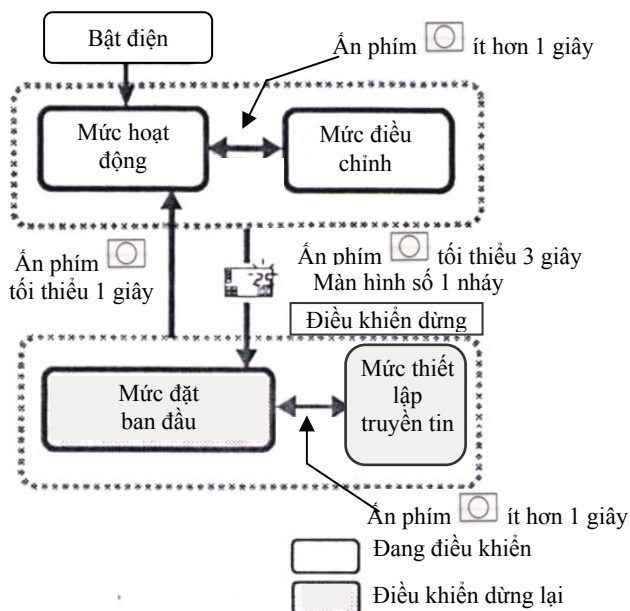 Bật điện
Ấn phím ít hơn 1 giây
Mức hoạt
động
Mức điều
chỉnh
Ấn phím
tối thiểu 1 giây
Ấn phím tối thiểu 3 giây
Màn hình số 1 nháy
25
Điều khiển dừng
Mức đặt
ban đầu
Mức thiết
lập
truyền tin
Ấn phím ít hơn 1 giây
Đang điều khiển
Điều khiển dừng lại